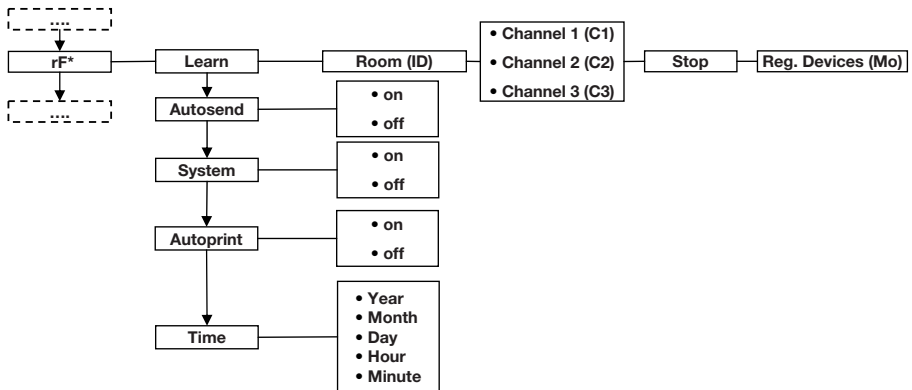 ....
rF*
....
Learn
Room (ID)
• Channel 1 (C1)
• Channel 2 (C2)
• Channel 3 (C3)
Stop
Reg. Devices (Mo)
Autosend
• on
• off
System
• on
• off
Autoprint
• on
• off
Time
• Year
• Month
• Day
• Hour
• Minute